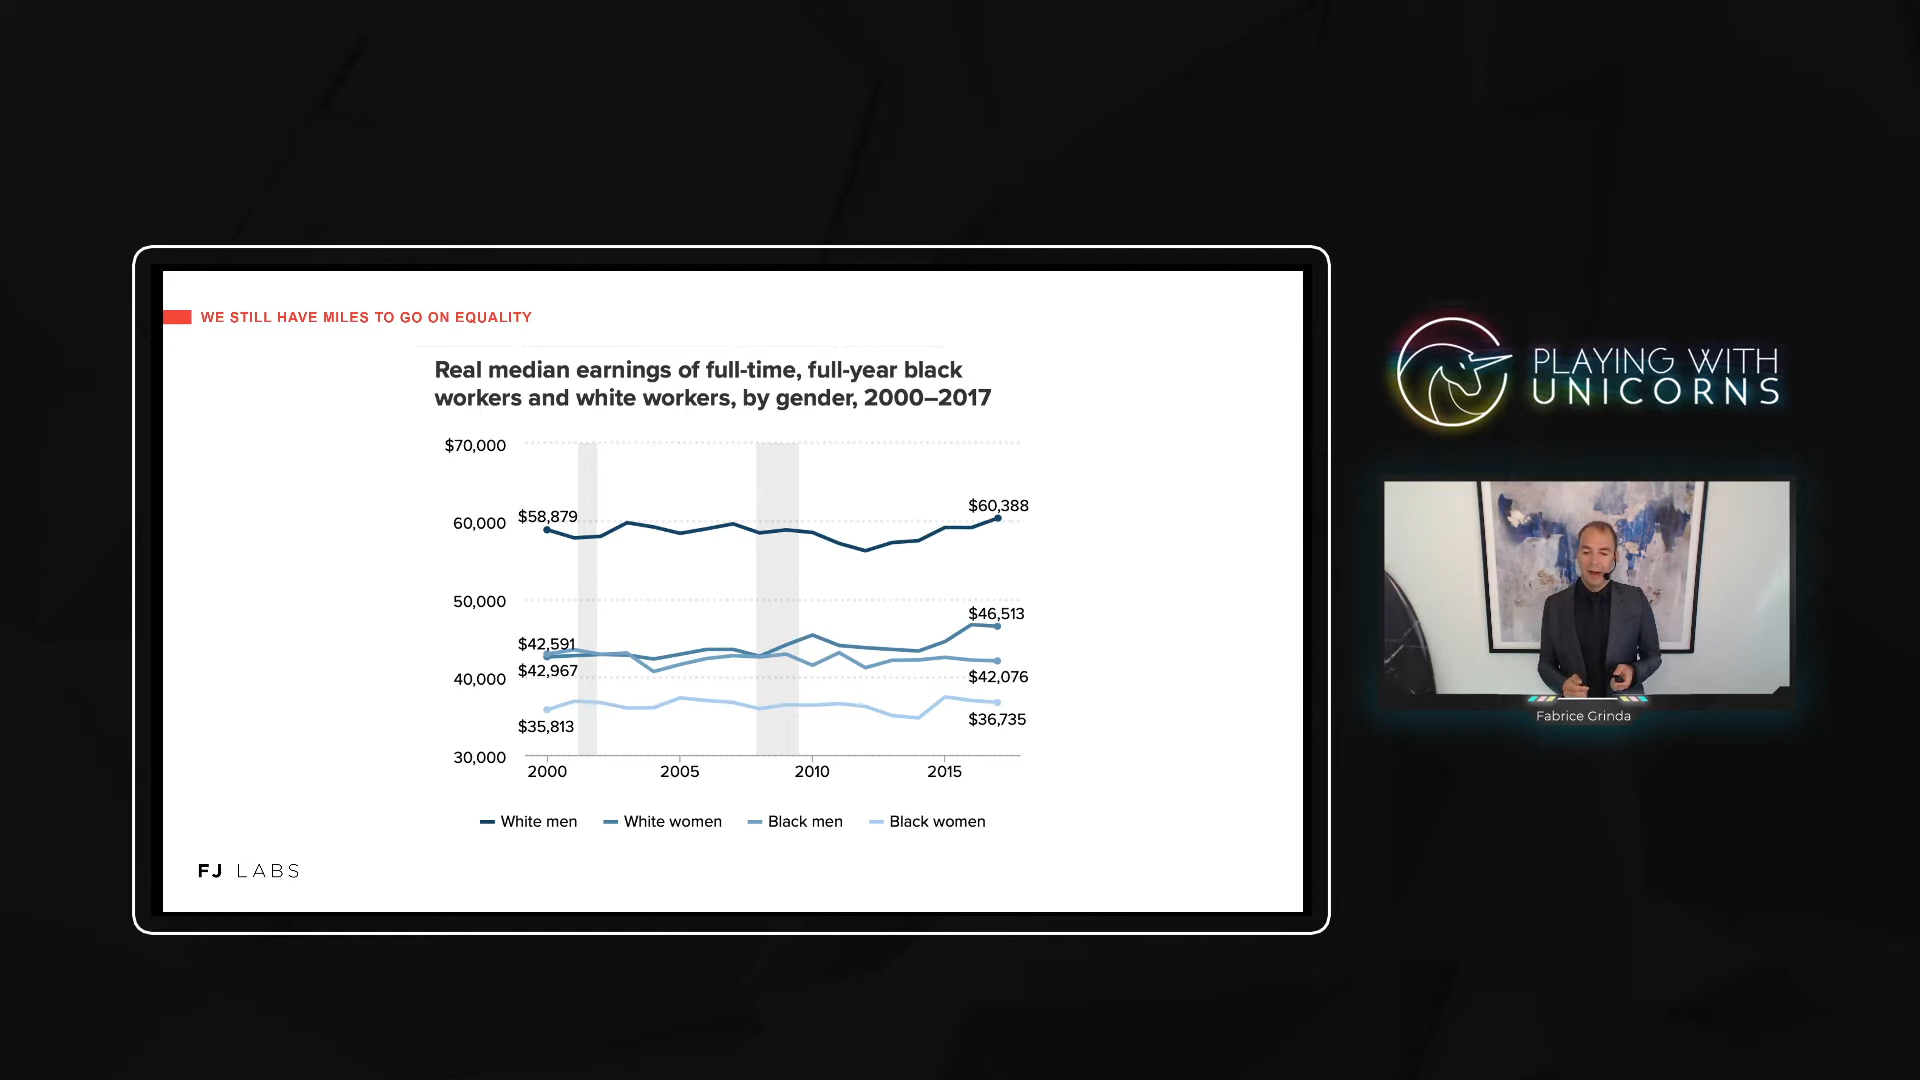 WE STILL HAVE MILES TO GO ON EQUALITY
Real median earnings of full-time, full-year black
workers and white workers, by gender, 2000–2017
$70,000
60,000
50,000
40,000
30,000
$58,879
$60,388
$42,591
$42,967
$46,513
$42,076
$35,813
$36,735
2000 2005 2010 2015
White men White women Black men Black women
FJ LABS
PLAYING WITH
UNICORNS
Fabrice Grinda